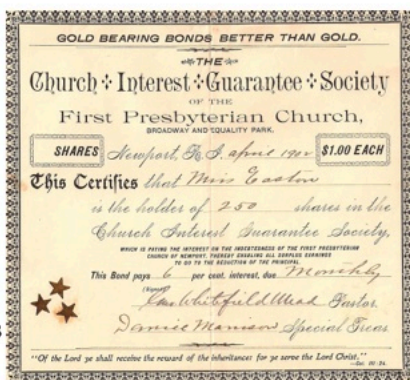 GOLD BEARING BONDS BETTER THAN GOLD.
THE
Church Interest Guarantee Society
OF THE
First Presbyterian Church,
BROADWAY AND EQUALITY PARK.
SHARES Newport, R. I. april 1902 $1.00 EACH
This Certifies that Miss Easton
is the holder of 250 shares in the
Church Interest Guarantee Society,
WHICH IS PAYING THE INTEREST ON THE INDEBTEDNESS OF THE FIRST PRESBYTERIAN
CHURCH OF NEWPORT, THEREBY ENABLING ALL SURPLUS EARNINGS
TO GO TO THE REDUCTION OF THE PRINCIPAL.
This Bond pays 6 per cent. interest, due Monthly
(Signed)
Whitefield Mead Pastor.
Manison Special Treas
"Of the Lord ye shall receive the reward of the inheritance: for ye serve the Lord Christ."